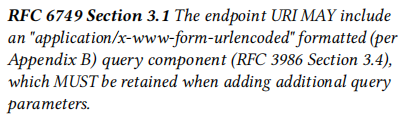 RFC 6749 Section 3.1 The endpoint URI MAY include
an "application/x-www-form-urlencoded" formatted (per
Appendix B) query component (RFC 3986 Section 3.4),
which MUST be retained when adding additional query
parameters.